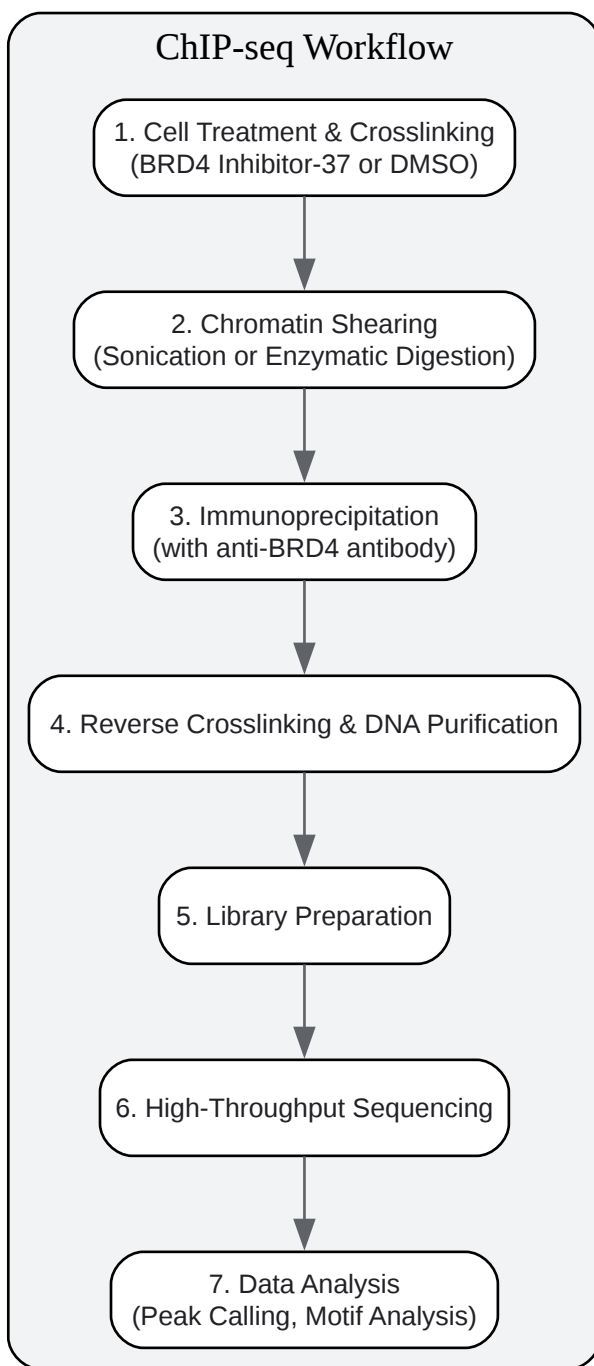 ChIP-seq Workflow
1. Cell Treatment & Crosslinking
(BRD4 Inhibitor-37 or DMSO)
2. Chromatin Shearing
(Sonication or Enzymatic Digestion)
3. Immunoprecipitation
(with anti-BRD4 antibody)
4. Reverse Crosslinking & DNA Purification
5. Library Preparation
6. High-Throughput Sequencing
7. Data Analysis
(Peak Calling, Motif Analysis)